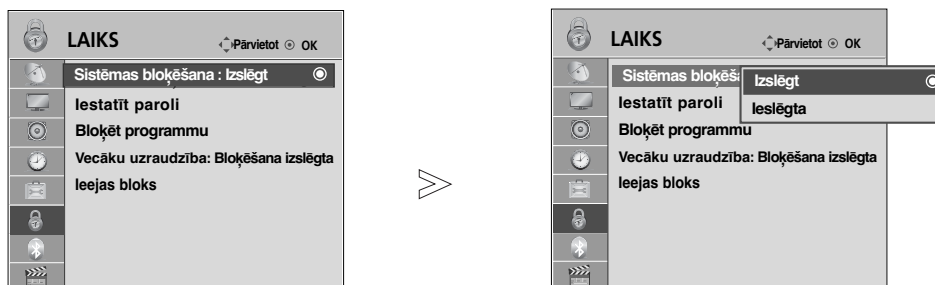 LAIKS
Pārvietot OK
Sistēmas bloķēšana : Izslēgt
Iestatīt paroli
Bloķēt programmu
Vecāku uzraudzība: Bloķēšana izslēgta
Ieejas bloks
LAIKS
Pārvietot OK
Sistēmas bloķēša
Izslēgt
Ieslēgta
Iestatīt paroli
Bloķēt programmu
Vecāku uzraudzība: Bloķēšana izslēgta
Ieejas bloks